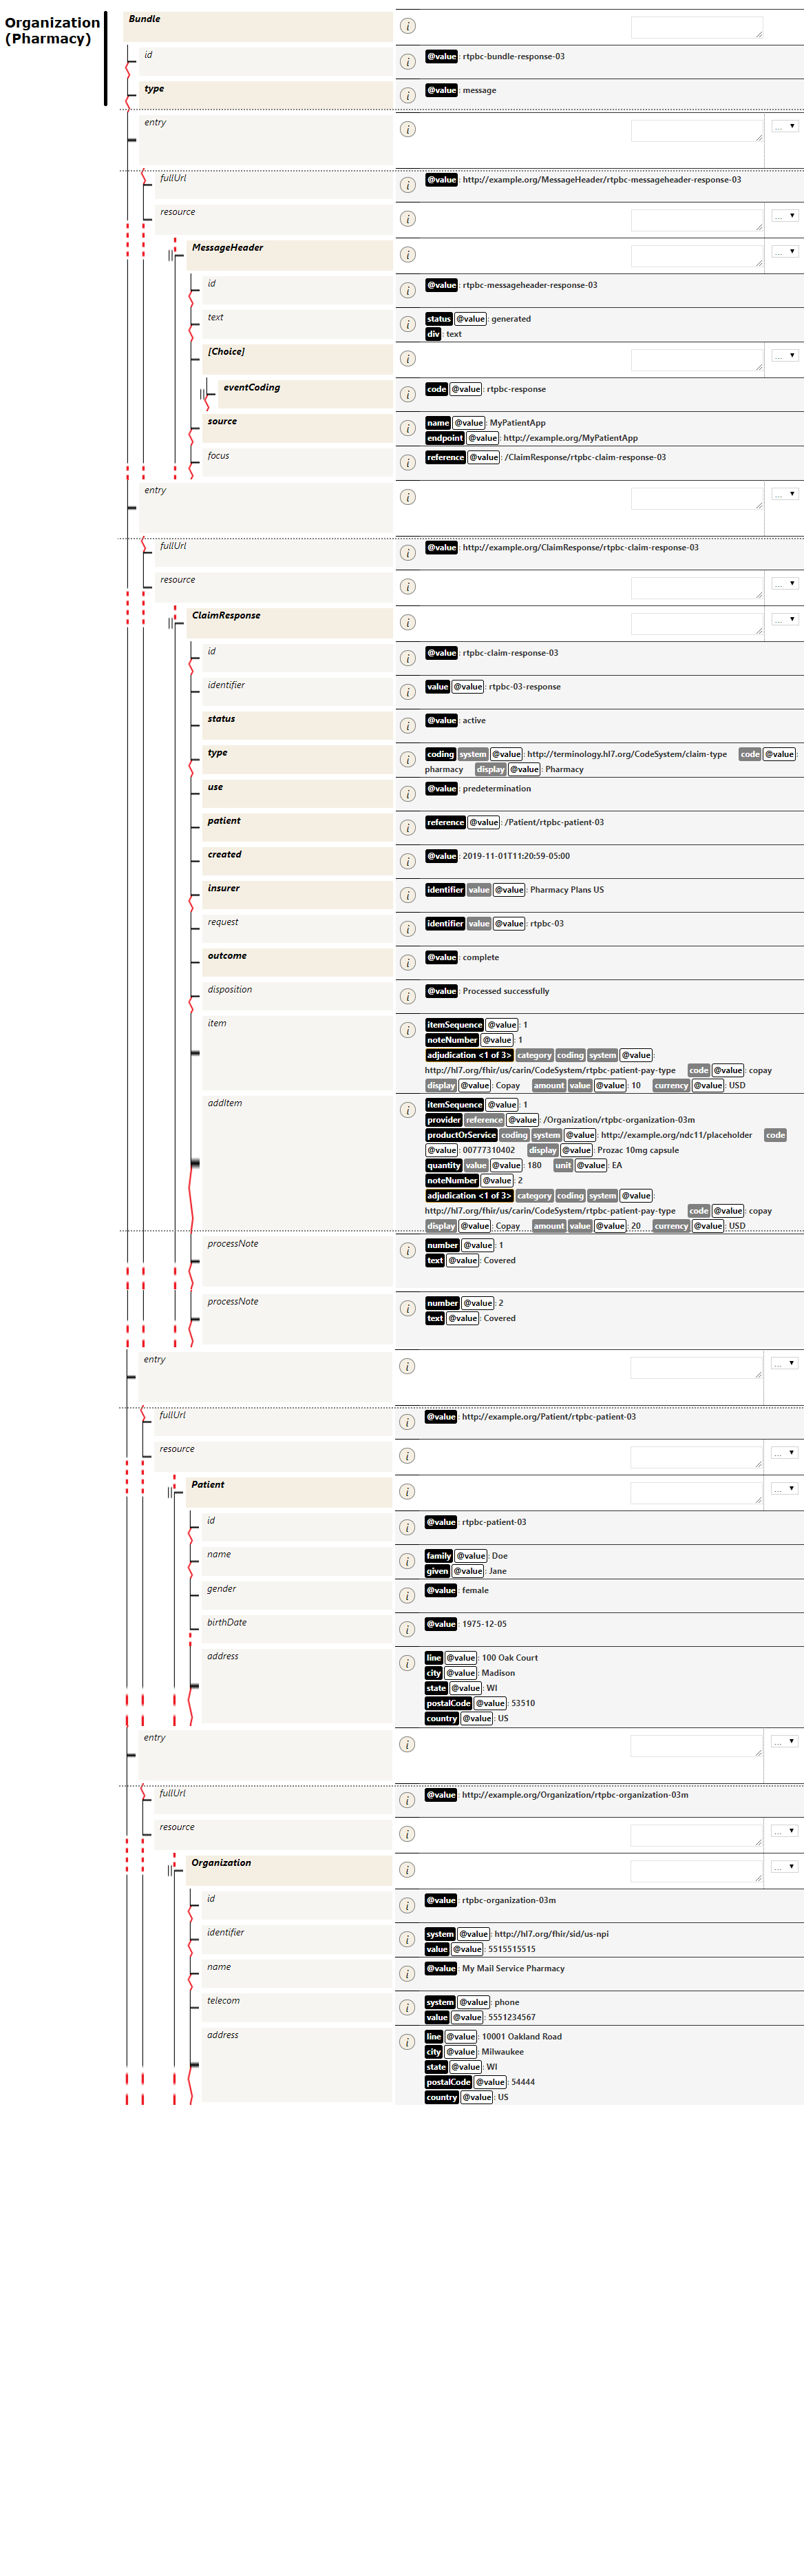 Organization
(Pharmacy)
Bundle
i
id
i
@value : rtpbc-bundle-response-03
type
i
@value : message
entry
i
... ▼
fullUrl
i
@value : http://example.org/MessageHeader/rtpbc-messageheader-response-03
resource
i
... ▼
MessageHeader
i
... ▼
id
i
@value : rtpbc-messageheader-response-03
text
i
status @value : generated
div : text
[Choice]
i
... ▼
eventCoding
i
code @value : rtpbc-response
source
i
name @value : MyPatientApp
endpoint @value : http://example.org/MyPatientApp
focus
i
reference @value : /ClaimResponse/rtpbc-claim-response-03
entry
i
... ▼
fullUrl
i
@value : http://example.org/ClaimResponse/rtpbc-claim-response-03
resource
i
... ▼
ClaimResponse
i
... ▼
id
i
@value : rtpbc-claim-response-03
identifier
i
value @value : rtpbc-03-response
status
i
@value : active
type
i
coding system @value : http://terminology.hl7.org/CodeSystem/claim-type code @value :
pharmacy display @value : Pharmacy
use
i
@value : predetermination
patient
i
reference @value : /Patient/rtpbc-patient-03
created
i
@value : 2019-11-01T11:20:59-05:00
insurer
i
identifier value @value : Pharmacy Plans US
request
i
identifier value @value : rtpbc-03
outcome
i
@value : complete
disposition
i
@value : Processed successfully
item
i
itemSequence @value : 1
noteNumber @value : 1
adjudication <1 of 3> category coding system @value :
http://hl7.org/fhir/us/carin/CodeSystem/rtpbc-patient-pay-type code @value : copay
display @value : Copay amount value @value : 10 currency @value : USD
addItem
i
itemSequence @value : 1
provider reference @value : /Organization/rtpbc-organization-03m
productOrService coding system @value : http://example.org/ndc11/placeholder code
@value : 00777310402 display @value : Prozac 10mg capsule
quantity value @value : 180 unit @value : EA
noteNumber @value : 2
adjudication <1 of 3> category coding system @value :
http://hl7.org/fhir/us/carin/CodeSystem/rtpbc-patient-pay-type code @value : copay
display @value : Copay amount value @value : 20 currency @value : USD
processNote
i
number @value : 1
text @value : Covered
processNote
i
number @value : 2
text @value : Covered
entry
i
... ▼
fullUrl
i
@value : http://example.org/Patient/rtpbc-patient-03
resource
i
... ▼
Patient
i
... ▼
id
i
@value : rtpbc-patient-03
name
i
family @value : Doe
given @value : Jane
gender
i
@value : female
birthDate
i
@value : 1975-12-05
address
i
line @value : 100 Oak Court
city @value : Madison
state @value : WI
postalCode @value : 53510
country @value : US
entry
i
... ▼
fullUrl
i
@value : http://example.org/Organization/rtpbc-organization-03m
resource
i
... ▼
Organization
i
... ▼
id
i
@value : rtpbc-organization-03m
identifier
i
system @value : http://hl7.org/fhir/sid/us-npi
value @value : 5515515515
name
i
@value : My Mail Service Pharmacy
telecom
i
system @value : phone
value @value : 5551234567
address
i
line @value : 10001 Oakland Road
city @value : Milwaukee
state @value : WI
postalCode @value : 54444
country @value : US